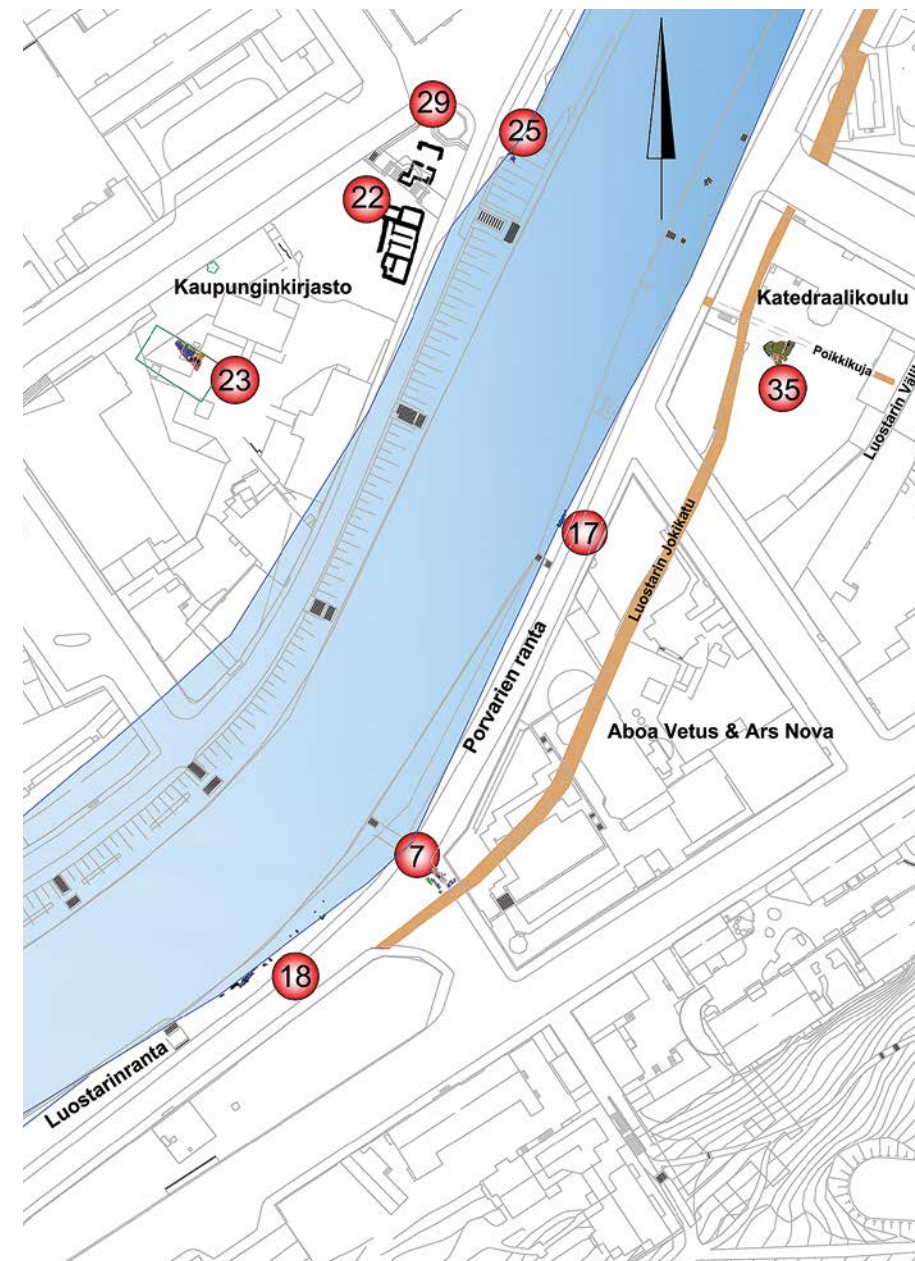 29
25
22
Kaupunginkirjasto
Katedraalikoulu
Poikkikuja
23
35
17
Luostarin Jokikatu
Porvarien ranta
Aboa Vetus & Ars Nova
7
18
Luostarinranta